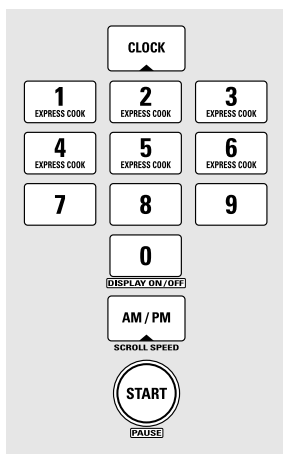 CLOCK
1 2 3
EXPRESS COOK EXPRESS COOK EXPRESS COOK
4 5 6
EXPRESS COOK EXPRESS COOK EXPRESS COOK
7 8 9
0
DISPLAY ON/OFF
AM / PM
SCROLL SPEED
START
PAUSE